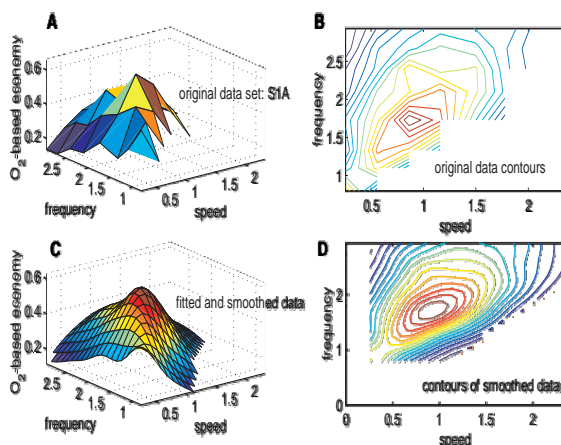 A
O2-based economy
0.6
0.4
0.2
original data set: S1A
2.5
2
1.5
1
frequency
0.5
1
1.5
2
speed
B
frequency
3
2
1
original data contours
0.5
1
1.5
2
speed
C
O2-based economy
0.6
0.4
0.2
fitted and smoothed data
2.5
2
1.5
1
frequency
0.5
1
1.5
2
speed
D
frequency
2
1
0
contours of smoothed data
0
0.5
1
1.5
2
speed